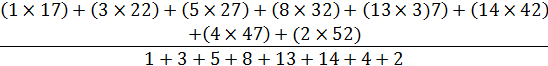 (1 × 17) + (3 × 22) + (5 × 27) + (8 × 32) + (13 × 3)7) + (14 × 42)
+(4 × 47) + (2 × 52)
1 + 3 + 5 + 8 + 13 + 14 + 4 + 2